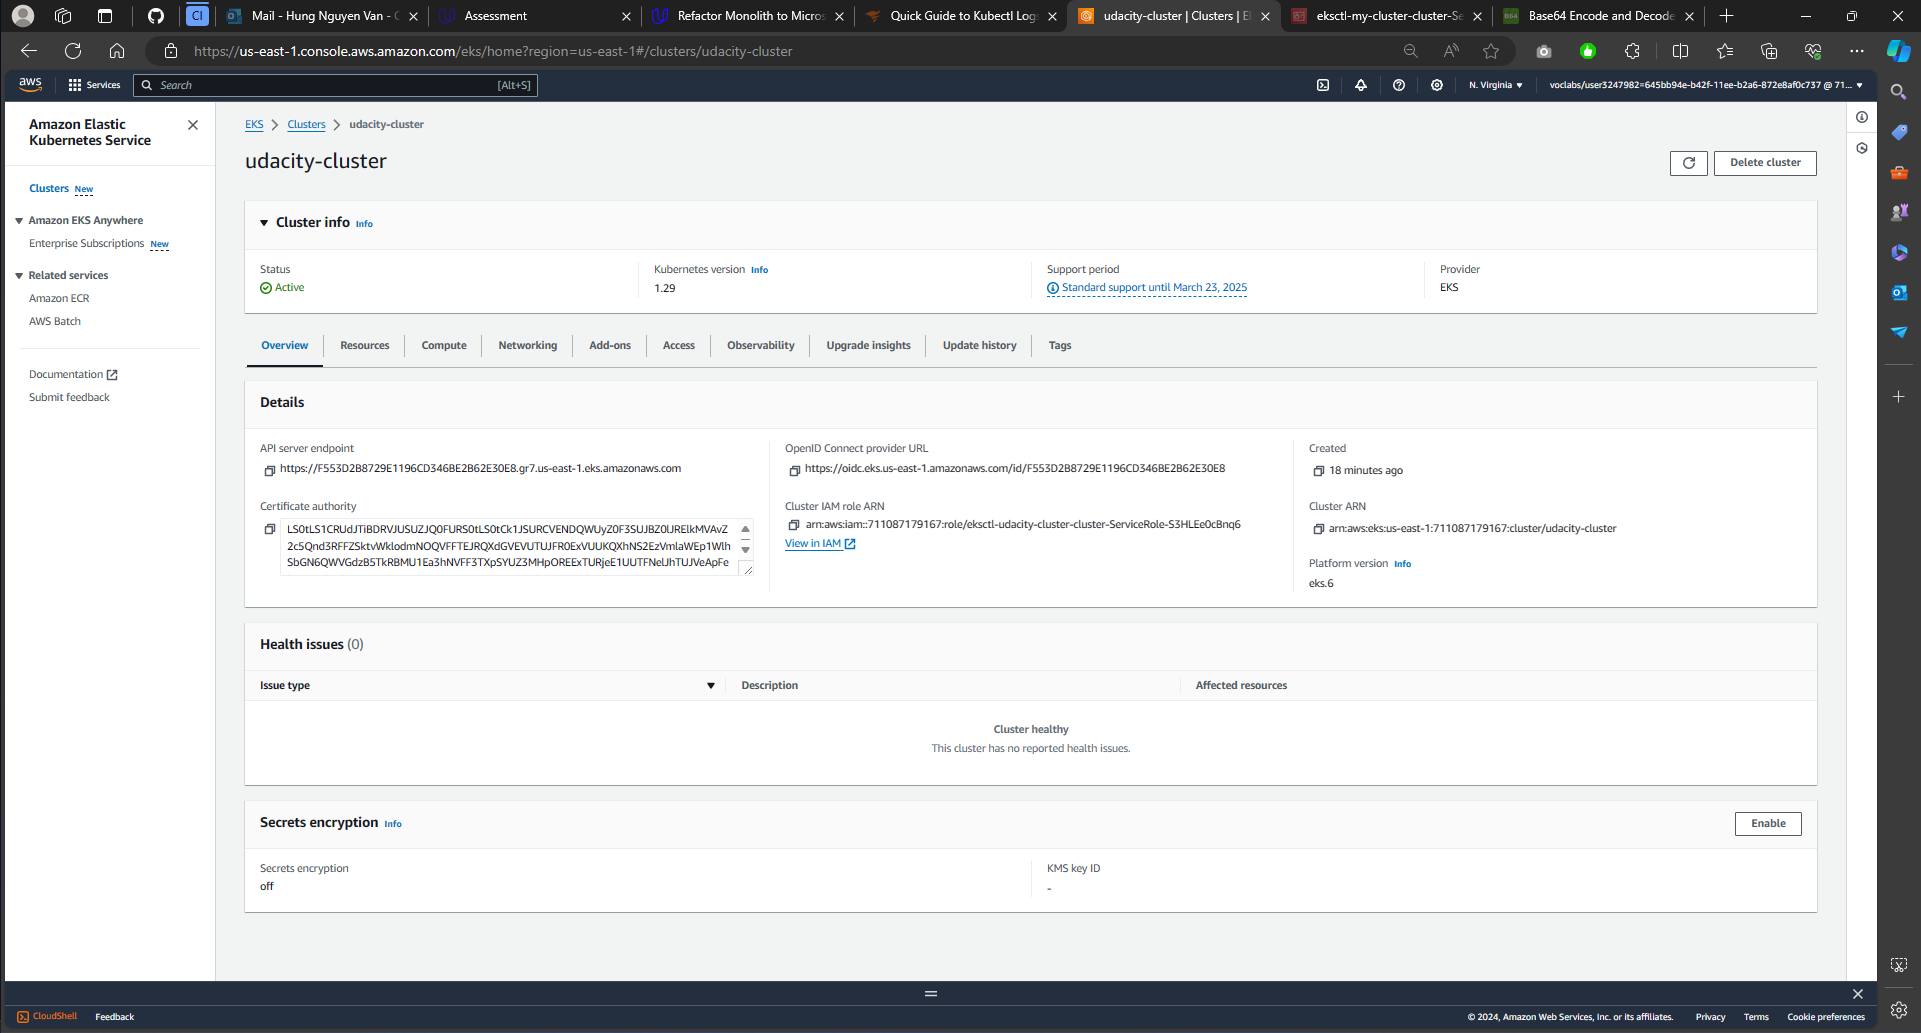 Mail - Hung Nguyen Van -
Assessment
Refactor Monolith to Micros
Quick Guide to Kubectl Logs
udacity-cluster | Clusters | El
eksctl-my-cluster-cluster-Se
Base64 Encode and Decode
CI
https://us-east-1.console.aws.amazon.com/eks/home?region=us-east-1#/clusters/udacity-cluster
aws
Services
Search
[Alt+S]
N. Virginia
voclabs/user3247982=645bb94e-b42f-11ee-b2a6-872e8af0c737 @ 71...
Amazon Elastic
Kubernetes Service
Clusters New
Amazon EKS Anywhere
Enterprise Subscriptions New
Related services
Amazon ECR
AWS Batch
Documentation
Submit feedback
EKS
Clusters
udacity-cluster
udacity-cluster
Delete cluster
Cluster info Info
Status
Active
Kubernetes version Info
1.29
Support period
Standard support until March 23, 2025
Provider
EKS
Overview
Resources
Compute
Networking
Add-ons
Access
Observability
Upgrade insights
Update history
Tags
Details
API server endpoint
https://F553D2B8729E1196CD346BE2B62E30E8.gr7.us-east-1.eks.amazonaws.com
Certificate authority
OpenID Connect provider URL
https://oidc.eks.us-east-1.amazonaws.com/id/F553D2B8729E1196CD346BE2B62E30E8
Cluster IAM role ARN
arn:aws:iam::711087179167:role/eksctl-udacity-cluster-cluster-ServiceRole-S3HLEe0cBnq6
View in IAM
Created
18 minutes ago
Cluster ARN
arn:aws:eks:us-east-1:711087179167:cluster/udacity-cluster
Platform version Info
eks.6
Health issues (0)
Issue type
Description
Affected resources
Cluster healthy
This cluster has no reported health issues.
Secrets encryption Info
Enable
Secrets encryption
off
KMS key ID
-
CloudShell
Feedback
© 2024, Amazon Web Services, Inc. or its affiliates.
Privacy
Terms
Cookie preferences